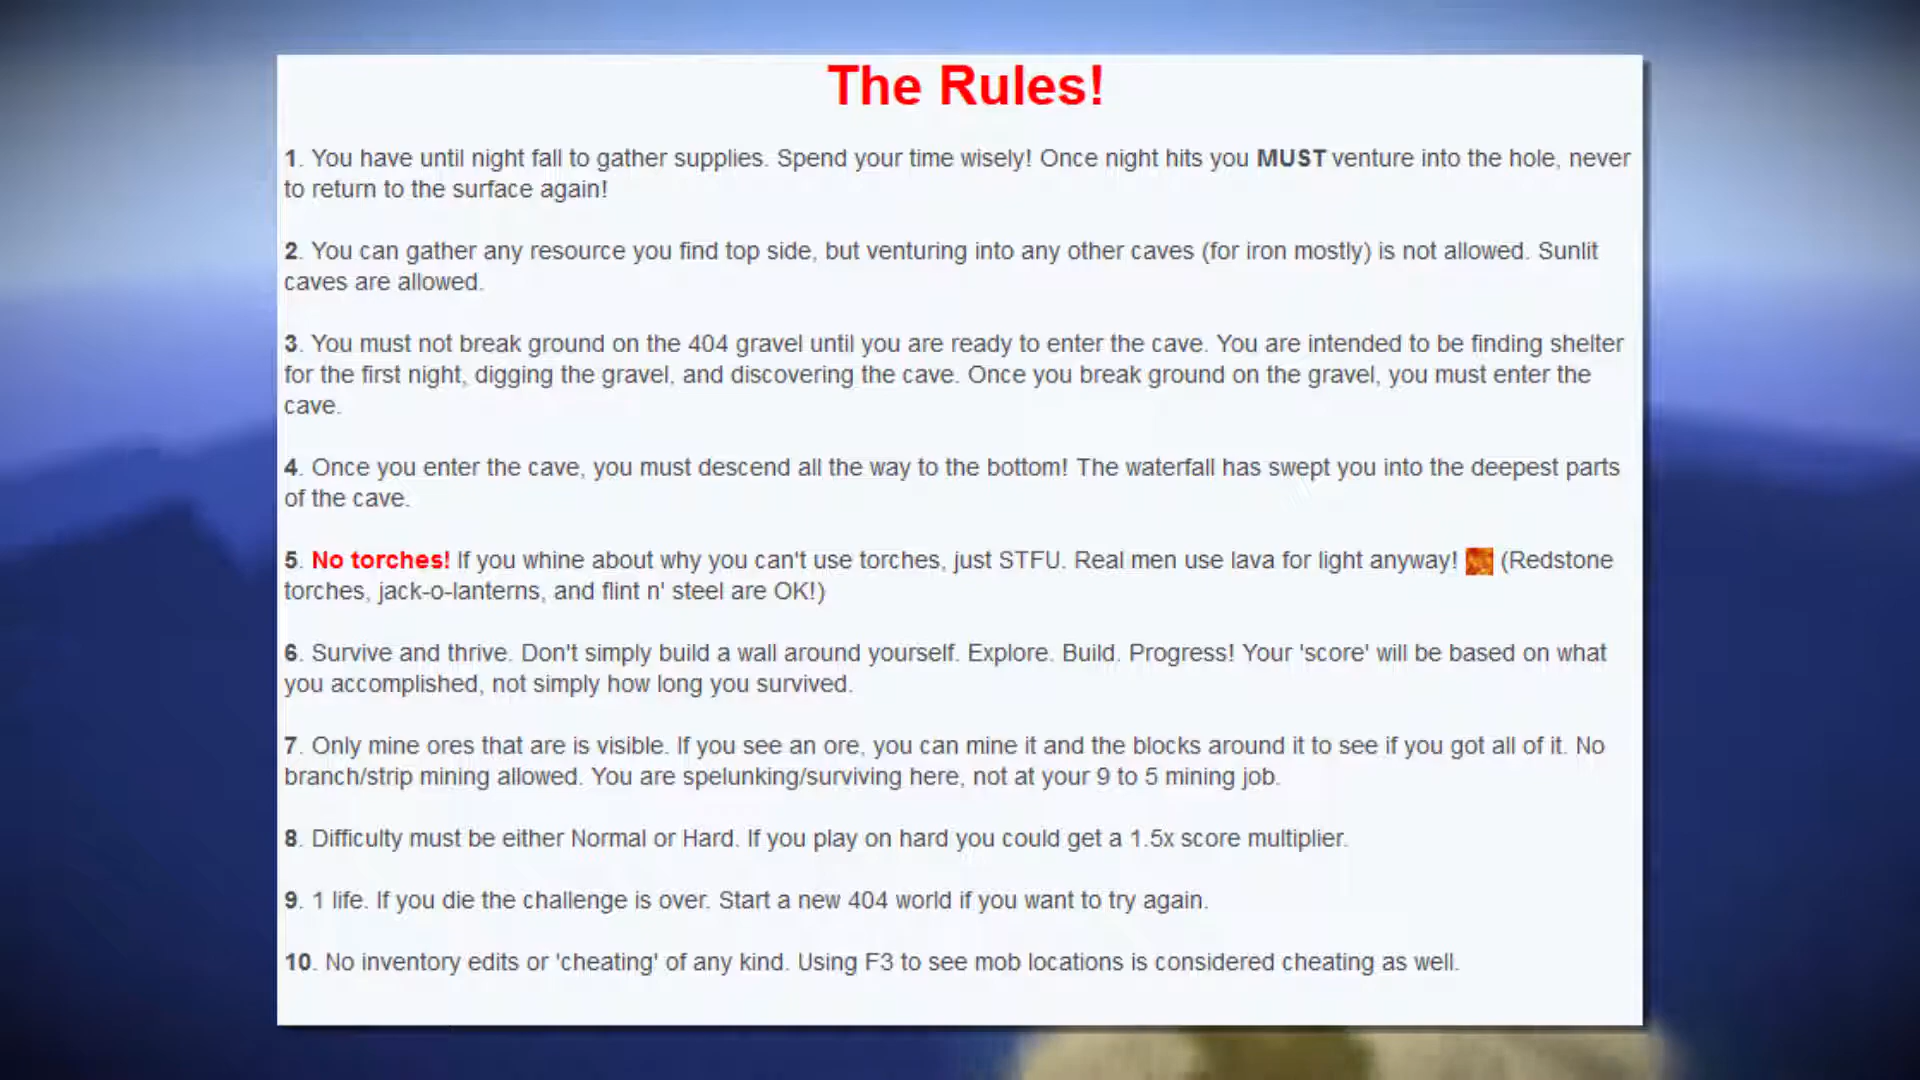 The Rules!
1. You have until night fall to gather supplies. Spend your time wisely! Once night hits you MUST venture into the hole, never
to return to the surface again!
2. You can gather any resource you find top side, but venturing into any other caves (for iron mostly) is not allowed. Sunlit
caves are allowed.
3. You must not break ground on the 404 gravel until you are ready to enter the cave. You are intended to be finding shelter
for the first night, digging the gravel, and discovering the cave. Once you break ground on the gravel, you must enter the
cave.
4. Once you enter the cave, you must descend all the way to the bottom! The waterfall has swept you into the deepest parts
of the cave.
5. No torches! If you whine about why you can't use torches, just STFU. Real men use lava for light anyway! (Redstone
torches, jack-o-lanterns, and flint n' steel are OK!)
6. Survive and thrive. Don't simply build a wall around yourself. Explore. Build. Progress! Your 'score' will be based on what
you accomplished, not simply how long you survived.
7. Only mine ores that are is visible. If you see an ore, you can mine it and the blocks around it to see if you got all of it. No
branch/strip mining allowed. You are spelunking/surviving here, not at your 9 to 5 mining job.
8. Difficulty must be either Normal or Hard. If you play on hard you could get a 1.5x score multiplier.
9. 1 life. If you die the challenge is over. Start a new 404 world if you want to try again.
10. No inventory edits or 'cheating' of any kind. Using F3 to see mob locations is considered cheating as well.